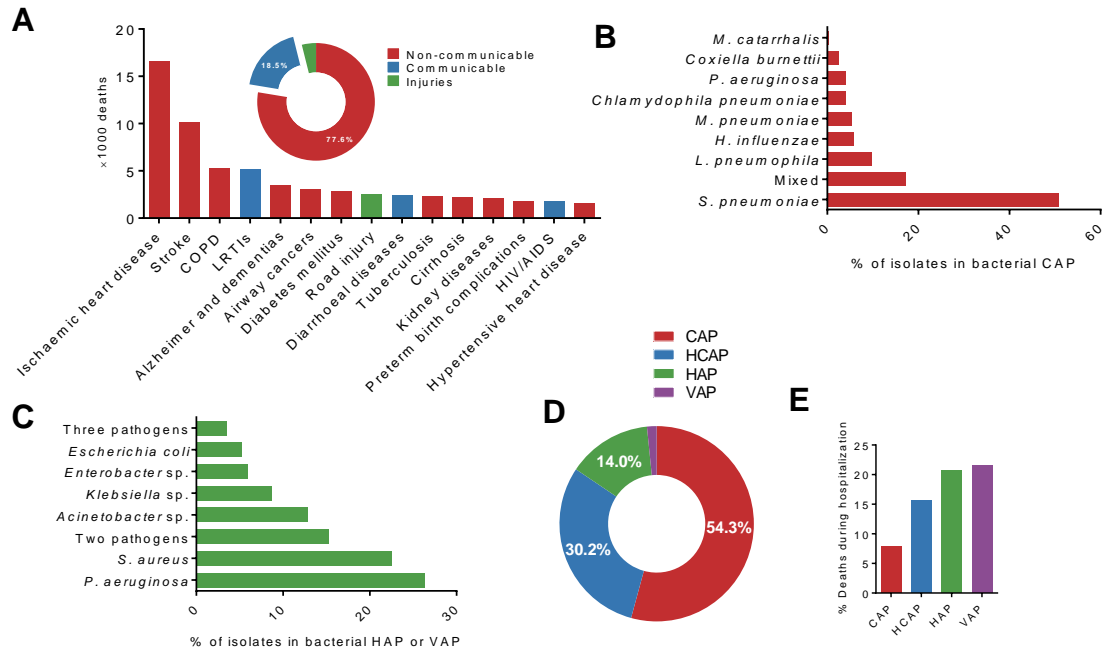 A
×1000 deaths
20
15
10
5
0
18.5%
77.6%
Non-communicable
Communicable
Injuries
Ischaemic heart disease
Stroke
COPD
LRTIs
Alzheimer and dementias
Airway cancers
Diabetes mellitus
Road injury
Diarrhoeal diseases
Tuberculosis
Cirrhosis
Kidney diseases
Preterm birth complications
HIV/AIDS
Hypertensive heart disease
B
M. catarrhalis
Coxiella burnettii
P. aeruginosa
Chlamydophila pneumoniae
M. pneumoniae
H. influenzae
L. pneumophila
Mixed
S. pneumoniae
0 20 40 60
% of isolates in bacterial CAP
C
Three pathogens
Escherichia coli
Enterobacter sp.
Klebsiella sp.
Acinetobacter sp.
Two pathogens
S. aureus
P. aeruginosa
0 10 20 30
% of isolates in bacterial HAP or VAP
CAP
HCAP
HAP
VAP
D
14.0%
54.3%
30.2%
E
% Deaths during hospitalization
25
20
15
10
5
0
CAP
HCAP
HAP
VAP